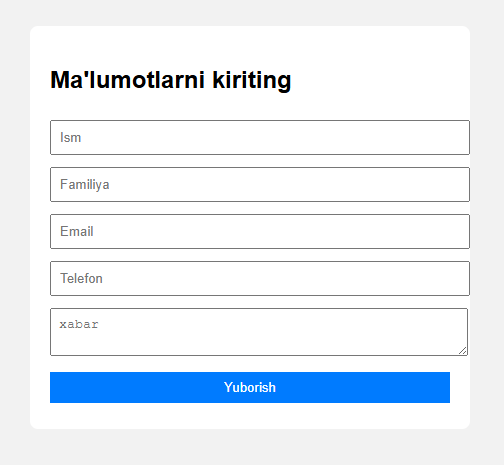 Ma'lumotlarni kiriting
Ism
Familiya
Email
Telefon
xabar
Yuborish